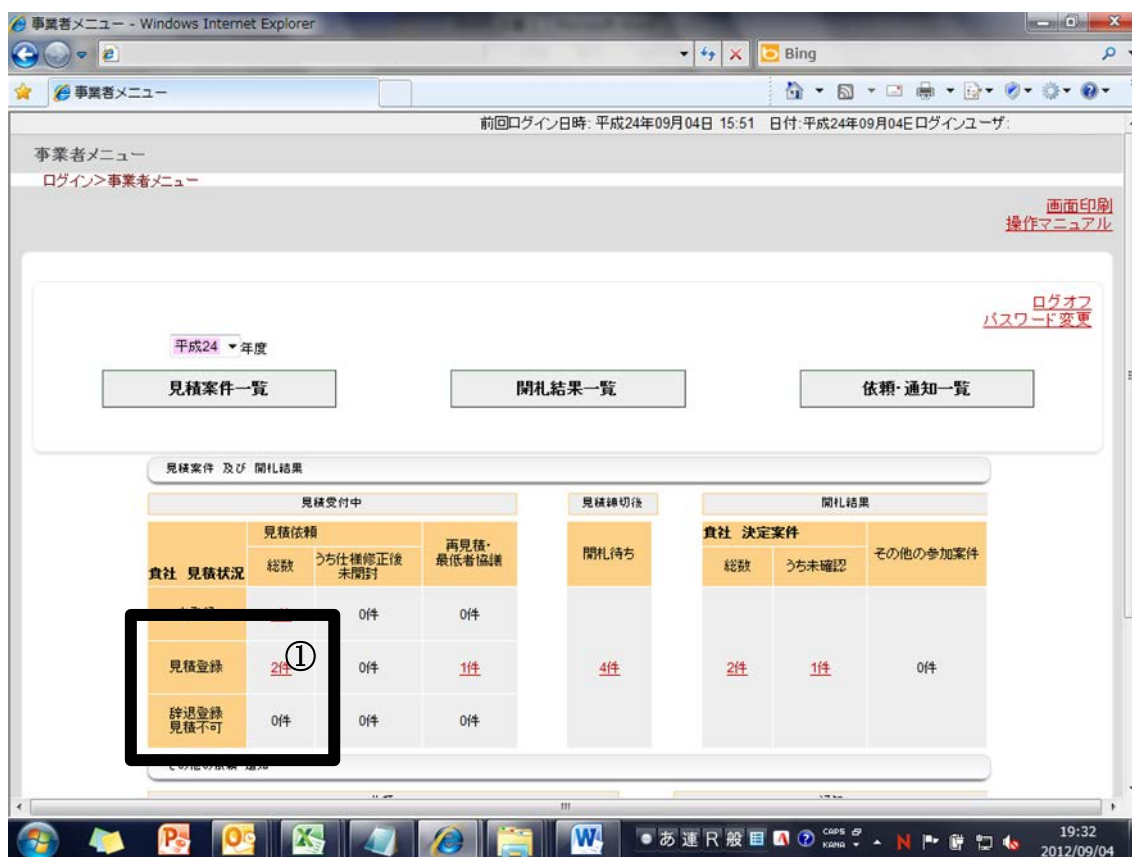 事業者メニュー - Windows Internet Explorer
Bing
事業者メニュー
前回ログイン日時: 平成24年09月04日 15:51 日付:平成24年09月04日 ログインユーザ:
事業者メニュー
ログイン>事業者メニュー
画面印刷
操作マニュアル
ログオフ
パスワード変更
平成24 年度
見積案件一覧 開札結果一覧 依頼・通知一覧
見積案件 及び 開札結果
見積受付中 見積締切後 開札結果
貴社 見積状況
見積依頼
総数
うち仕様修正後
未開封
再見積・
最低者協議
開札待ち
貴社 決定案件
総数 うち未確認
その他の参加案件
0件 0件
見積登録 2件 ① 0件 1件 4件 2件 1件 0件
辞退登録
見積不可
0件 0件 0件
あ 連 R 般
CAPS
KANA
19:32
2012/09/04